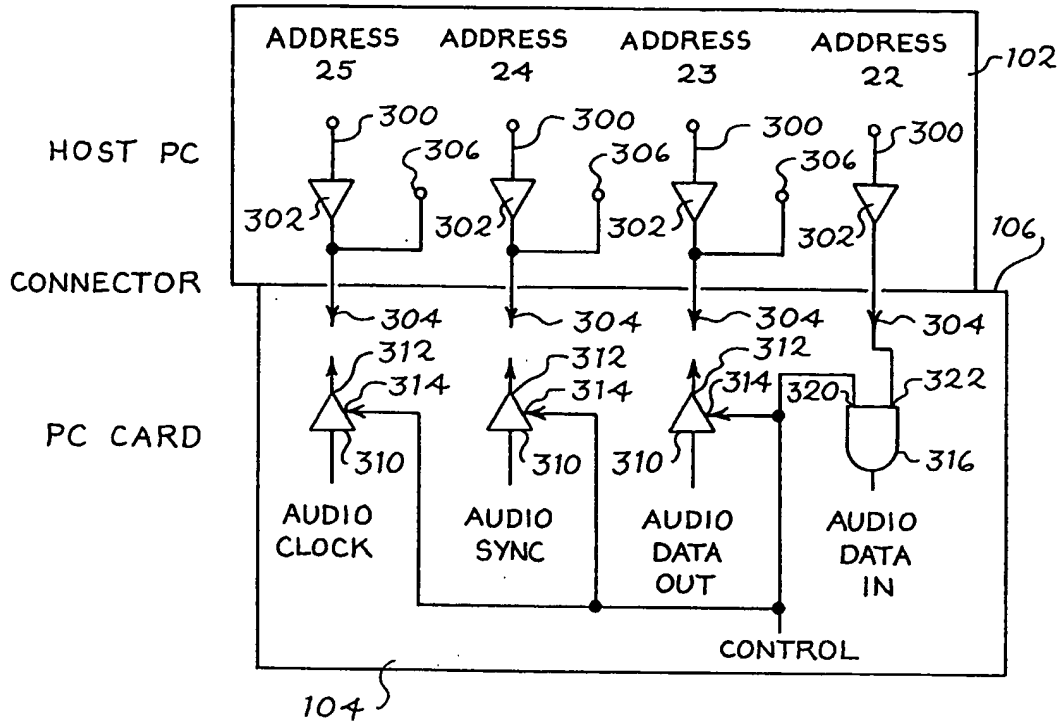 ADDRESS 25
ADDRESS 24
ADDRESS 23
ADDRESS 22
102
HOST PC
300
300
300
300
306
306
306
302
302
302
302
106
CONNECTOR
304
304
304
304
312
312
312
314
314
314
320
322
PC CARD
310
310
310
316
AUDIO CLOCK
AUDIO SYNC
AUDIO DATA OUT
AUDIO DATA IN
CONTROL
104